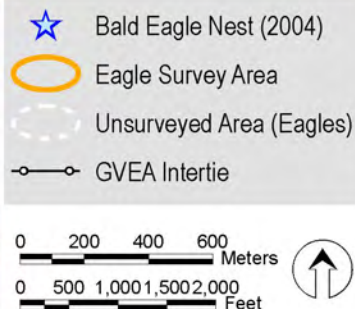 Bald Eagle Nest (2004)
Eagle Survey Area
Unsurveyed Area (Eagles)
GVEA Intertie
0 200 400 600
Meters
0 500 1,000 1,500 2,000
Feet